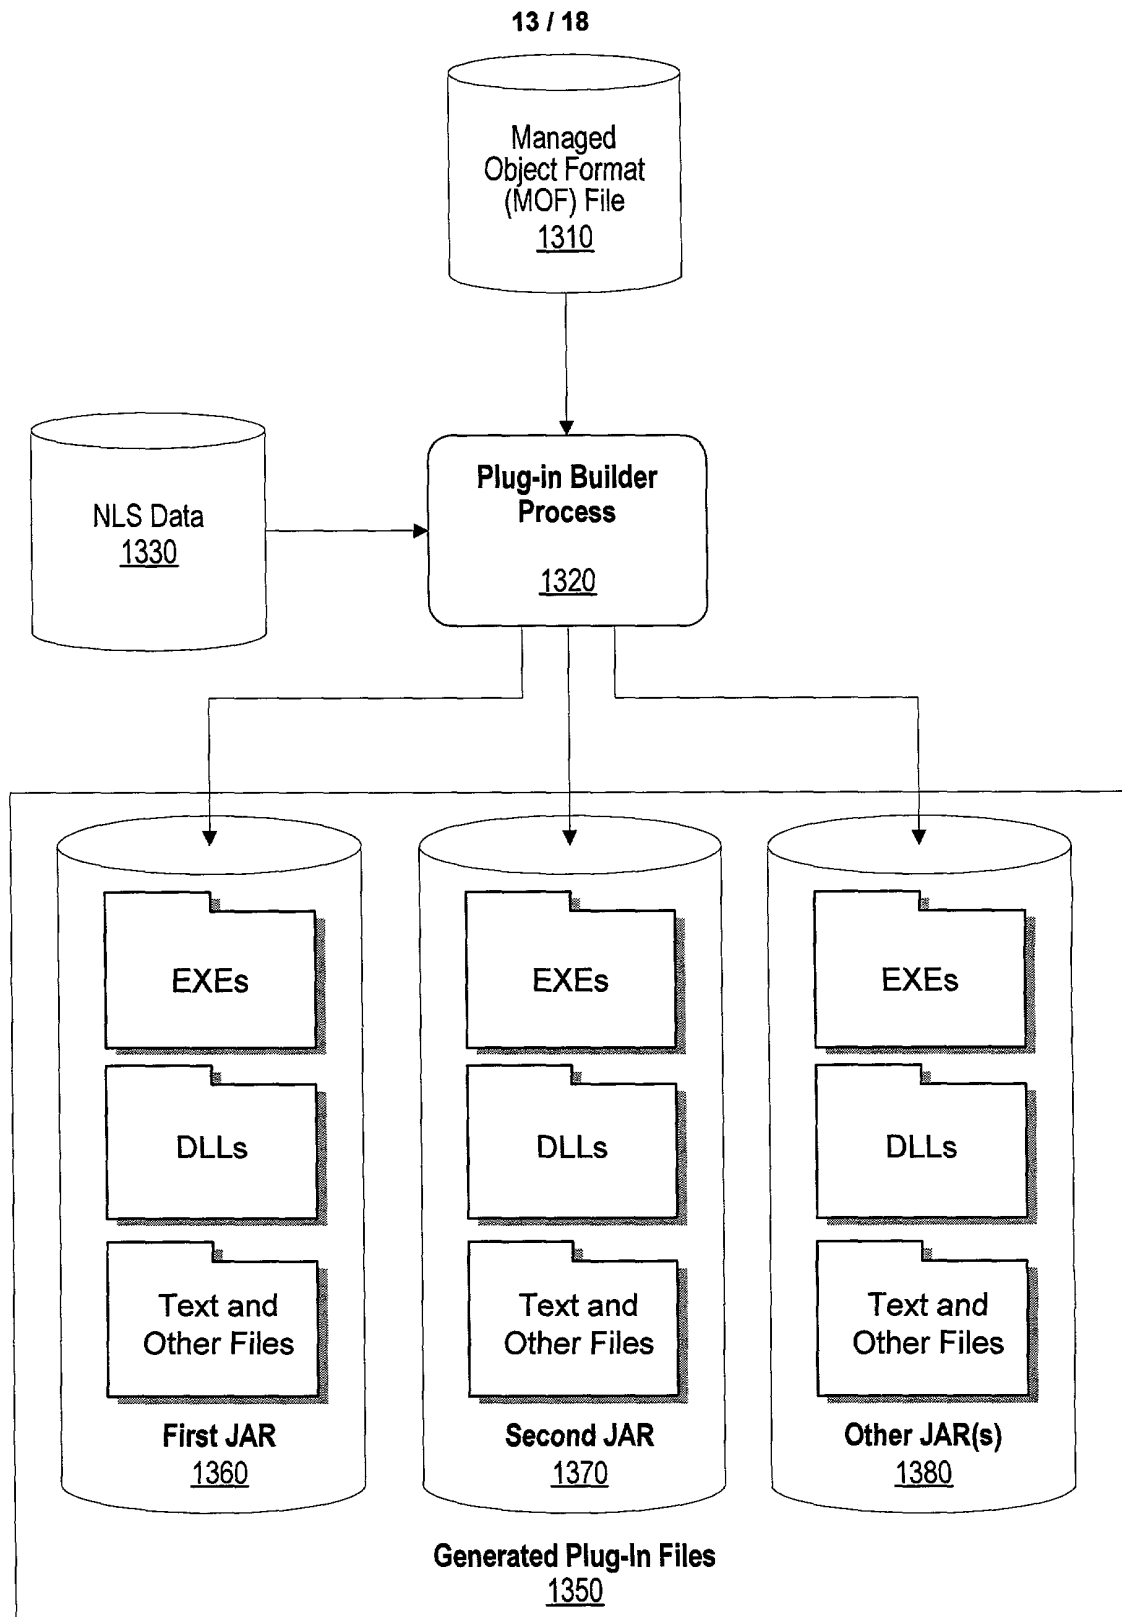 13 / 18
Managed
Object Format
(MOF) File
1310
NLS Data
1330
Plug-in Builder
Process
1320
EXEs
DLLs
Text and
Other Files
First JAR
1360
EXEs
DLLs
Text and
Other Files
Second JAR
1370
EXEs
DLLs
Text and
Other Files
Other JAR(s)
1380
Generated Plug-In Files
1350